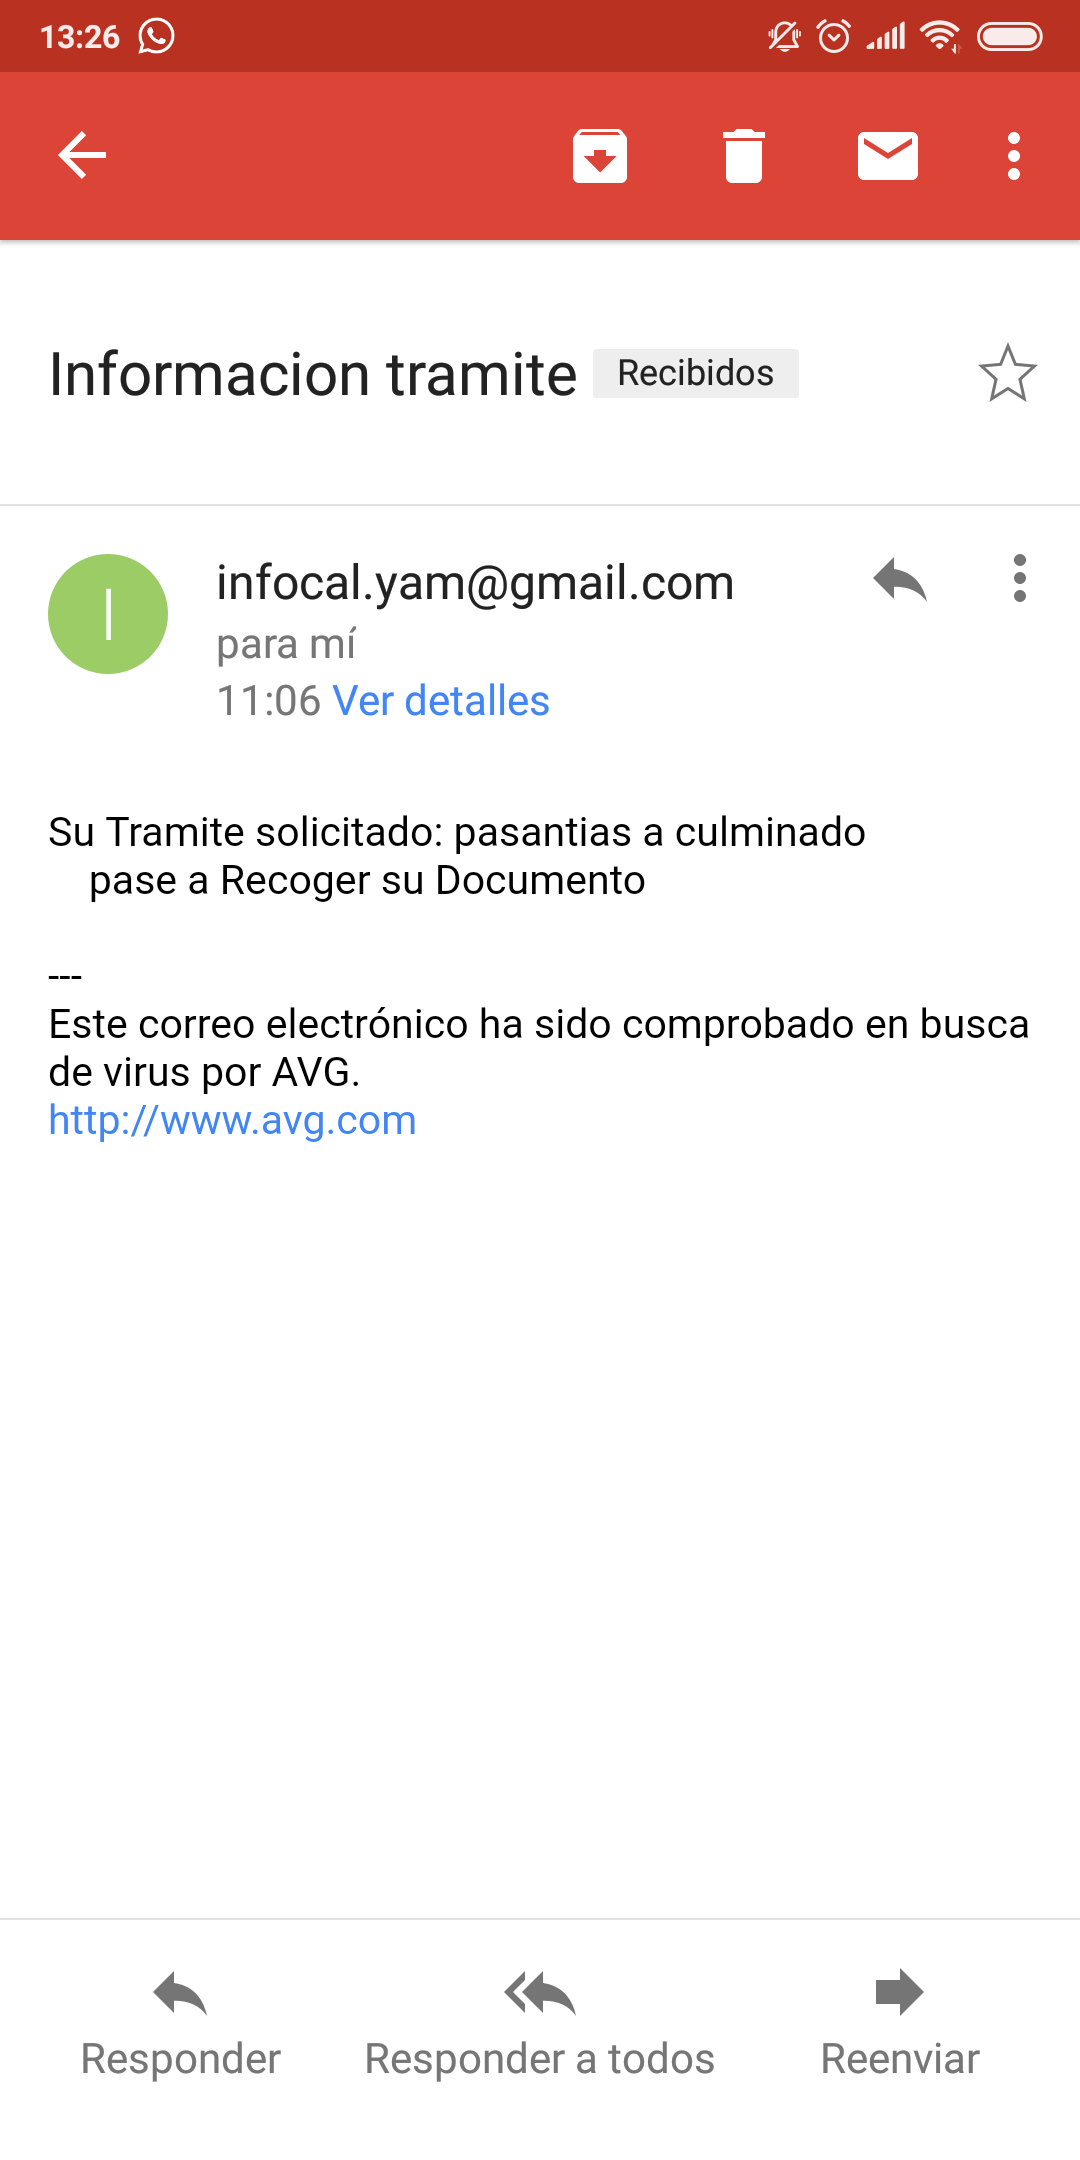 13:26
Informacion tramite Recibidos
I
infocal.yam@gmail.com
para mí
11:06 Ver detalles
Su Tramite solicitado: pasantias a culminado
pase a Recoger su Documento
---
Este correo electrónico ha sido comprobado en busca
de virus por AVG.
http://www.avg.com
Responder Responder a todos Reenviar